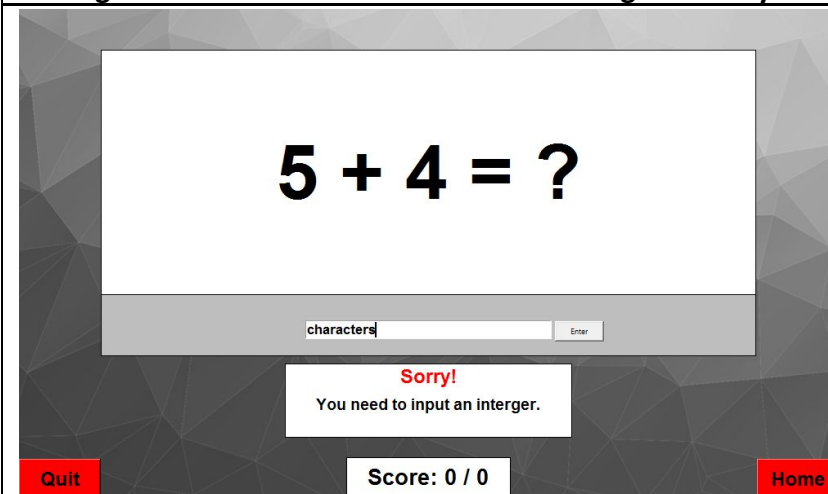 5 + 4 = ?
characters
Enter
Sorry!
You need to input an interger.
Quit
Score: 0 / 0
Home